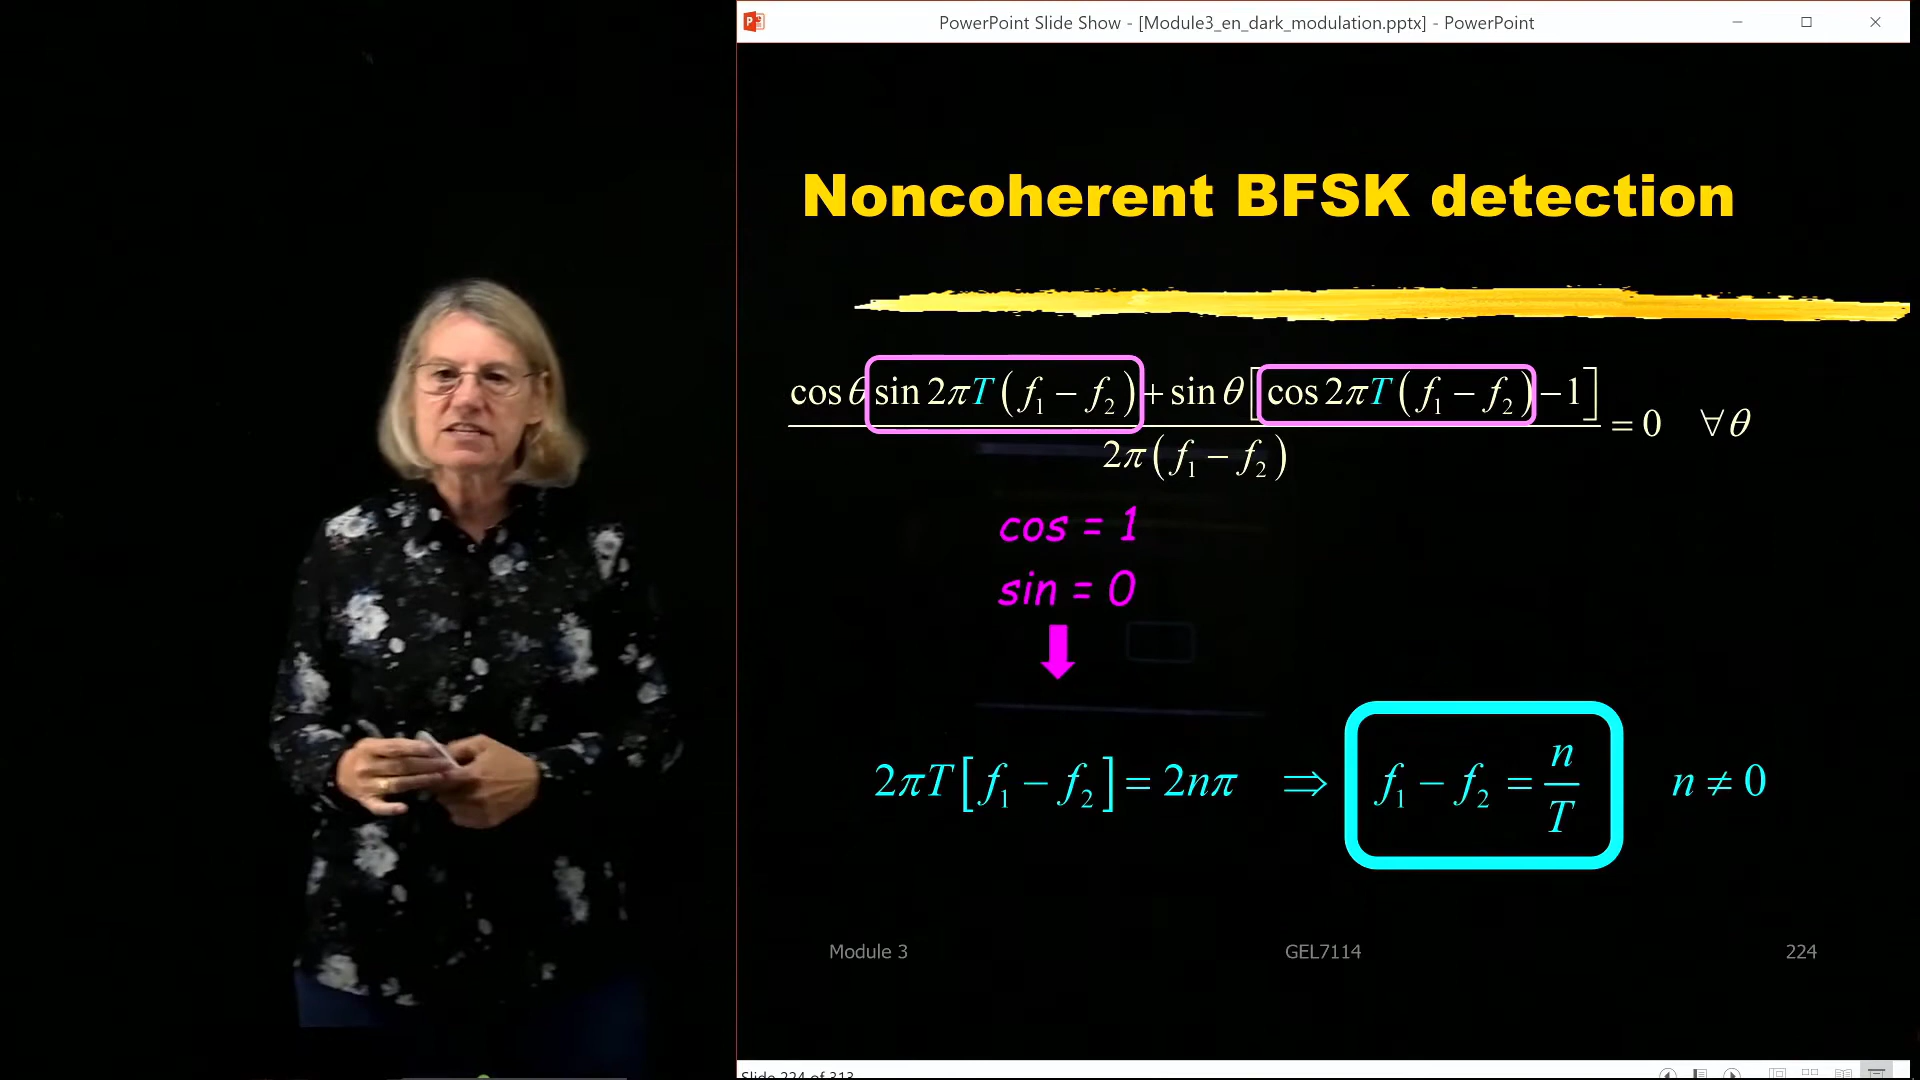 PowerPoint Slide Show - [Module3_en_dark_modulation.pptx] - PowerPoint
Noncoherent BFSK detection
cos θ sin 2πT(f₁ − f₂) + sin θ[cos 2πT(f₁ − f₂) − 1]
= 0 ∀θ
2π(f₁ − f₂)
cos = 1
sin = 0
2πT[f₁ − f₂] = 2nπ ⇒ f₁ − f₂ = n/T n ≠ 0
Module 3 GEL7114 224
Slide 224 of 313